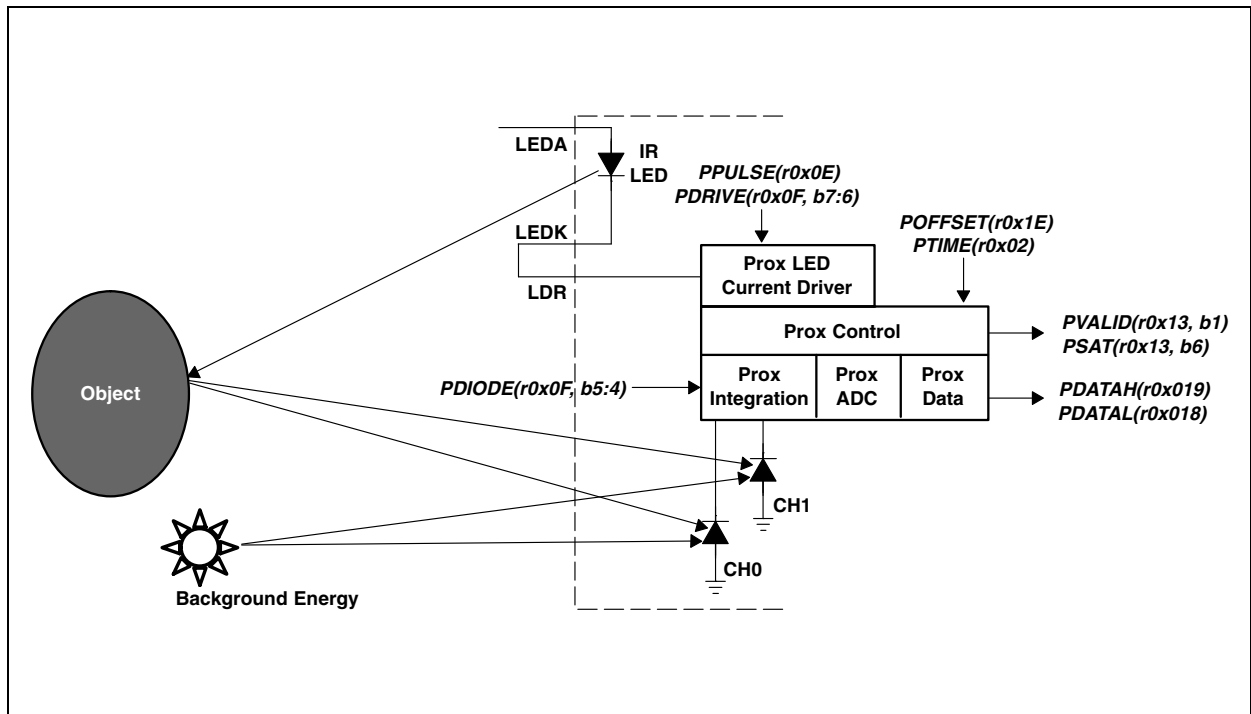 LEDA
IR
LED
PPULSE(r0x0E)
PDRIVE(r0x0F, b7:6)
POFFSET(r0x1E)
PTIME(r0x02)
LEDK
LDR
Prox LED
Current Driver
Prox Control
PVALID(r0x13, b1)
PSAT(r0x13, b6)
Object
PDIODE(r0x0F, b5:4)
Prox
Integration
Prox
ADC
Prox
Data
PDATAH(r0x019)
PDATAL(r0x018)
CH1
CH0
Background Energy